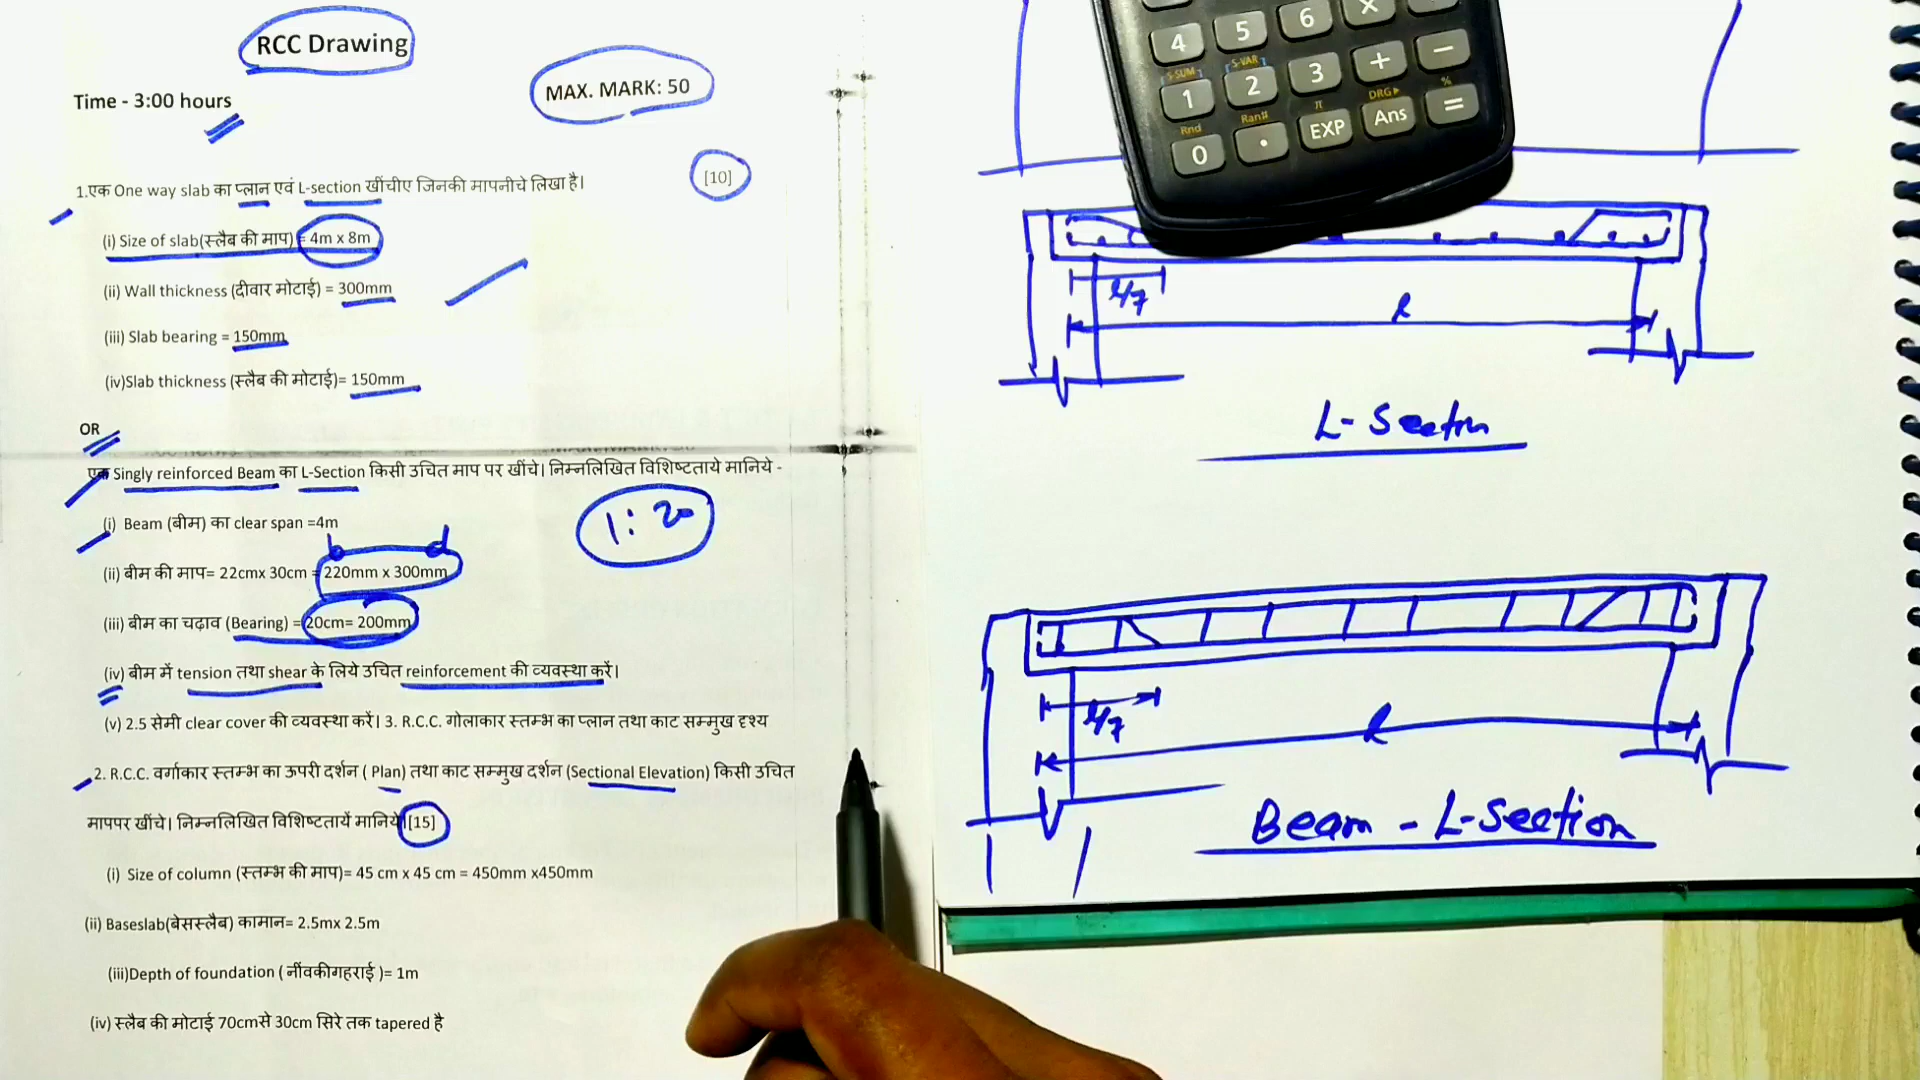 RCC Drawing
Time - 3:00 hours
MAX. MARK: 50
1.एक One way slab का प्लान एवं L-section खींचीए जिनकी मापनीचे लिखा है।
[10]
(i) Size of slab(स्लैब की माप) = 4m x 8m
(ii) Wall thickness (दीवार मोटाई) = 300mm
(iii) Slab bearing = 150mm
(iv)Slab thickness (स्लैब की मोटाई)= 150mm
OR
एक Singly reinforced Beam का L-Section किसी उचित माप पर खींचे। निम्नलिखित विशिष्टताये मानिये -
1: 20
(i) Beam (बीम) का clear span =4m
b d
(ii) बीम की माप= 22cmx 30cm = 220mm x 300mm
(iii) बीम का चढ़ाव (Bearing) = 20cm= 200mm
(iv) बीम में tension तथा shear के लिये उचित reinforcement की व्यवस्था करें।
(v) 2.5 सेमी clear cover की व्यवस्था करें। 3. R.C.C. गोलाकार स्तम्भ का प्लान तथा काट सम्मुख दृश्य
2. R.C.C. वर्गाकार स्तम्भ का ऊपरी दर्शन ( Plan) तथा काट सम्मुख दर्शन (Sectional Elevation) किसी उचित
मापपर खींचे। निम्नलिखित विशिष्टतायें मानिये।[15]
(i) Size of column (स्तम्भ की माप)= 45 cm x 45 cm = 450mm x450mm
(ii) Baseslab(बेसस्लैब) कामान= 2.5mx 2.5m
(iii)Depth of foundation ( नींवकीगहराई )= 1m
(iv) स्लैब की मोटाई 70cmसे 30cm सिरे तक tapered है
4 5 6 x
S-SUM S-VAR
1 2 3 + −
Rnd Ran# π DRG▶ %
0 . EXP Ans =
l/7
l
L- Sectn
l/7
l
Beam - L-Section